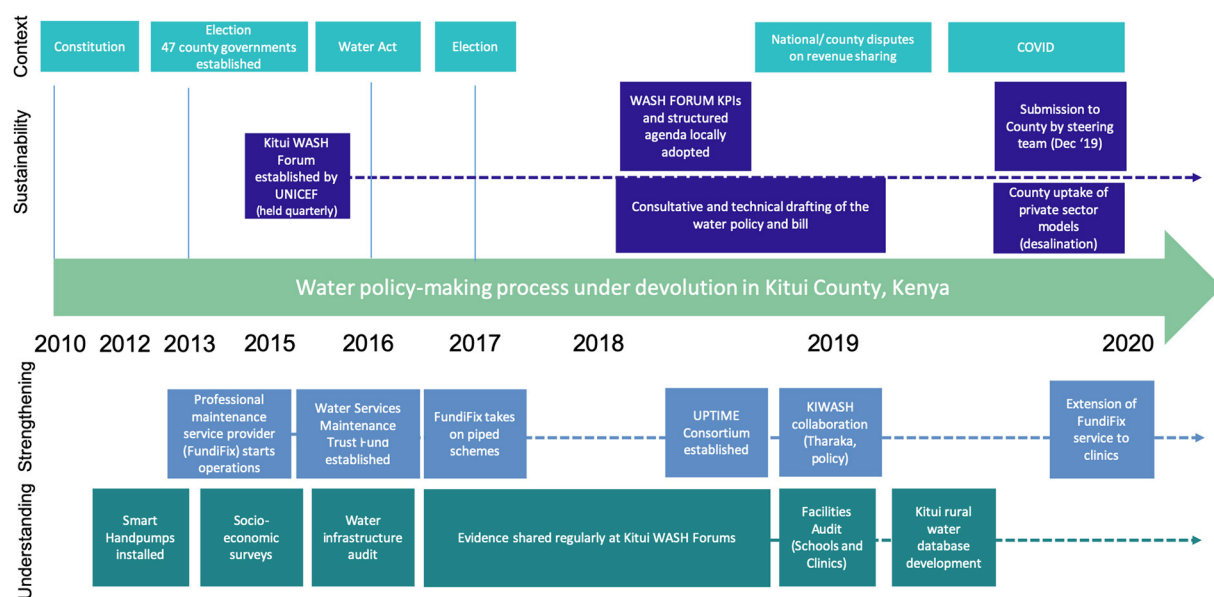 Context
Constitution
Election
47 county governments
established
Water Act
Election
National/county disputes
on revenue sharing
COVID
Sustainability
Kitui WASH
Forum
established by
UNICEF
(held quarterly)
WASH FORUM KPIs
and structured
agenda locally
adopted
Submission to
County by steering
team (Dec ‘19)
Consultative and technical drafting of the
water policy and bill
County uptake of
private sector
models
(desalination)
Water policy-making process under devolution in Kitui County, Kenya
2010 2012 2013 2015 2016 2017 2018 2019 2020
Strengthening
Professional
maintenance
service provider
(FundiFix) starts
operations
Water Services
Maintenance
Trust Fund
established
FundiFix takes
on piped
schemes
UPTIME
Consortium
established
KIWASH
collaboration
(Tharaka,
policy)
Extension of
FundiFix
service to
clinics
Understanding
Smart
Handpumps
installed
Socio-
economic
surveys
Water
infrastructure
audit
Evidence shared regularly at Kitui WASH Forums
Facilities
Audit
(Schools and
Clinics)
Kitui rural
water
database
development